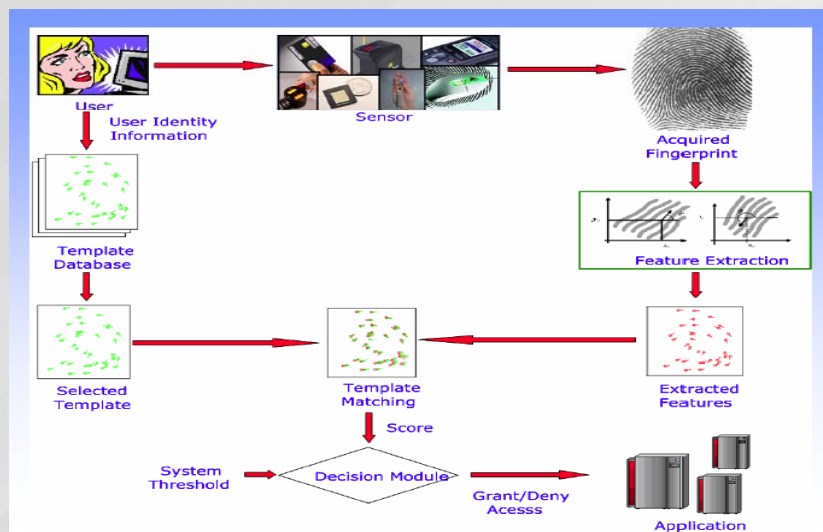 User
Sensor
User Identity
Information
Acquired
Fingerprint
Template
Database
Feature Extraction
Selected
Template
Template
Matching
Extracted
Features
Score
System
Threshold
Decision Module
Grant/Deny
Acesss
Application